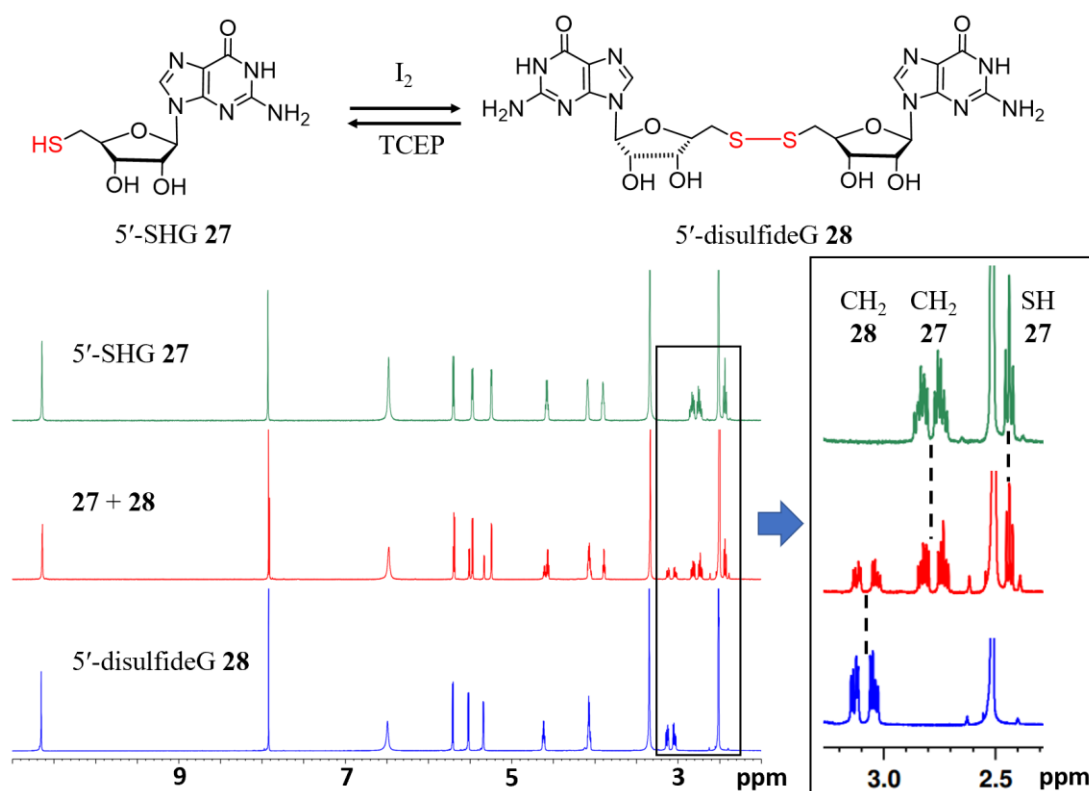 O
N
NH
N
N
NH₂
HS
O
OH
OH
I₂
TCEP
O
HN
N
H₂N
N
N
O
S
S
OH
OH
O
N
NH
N
N
NH₂
O
OH
OH
5′-SHG 27
5′-disulfideG 28
5′-SHG 27
27 + 28
5′-disulfideG 28
9
7
5
3
ppm
CH₂
28
CH₂
27
SH
27
3.0
2.5
ppm